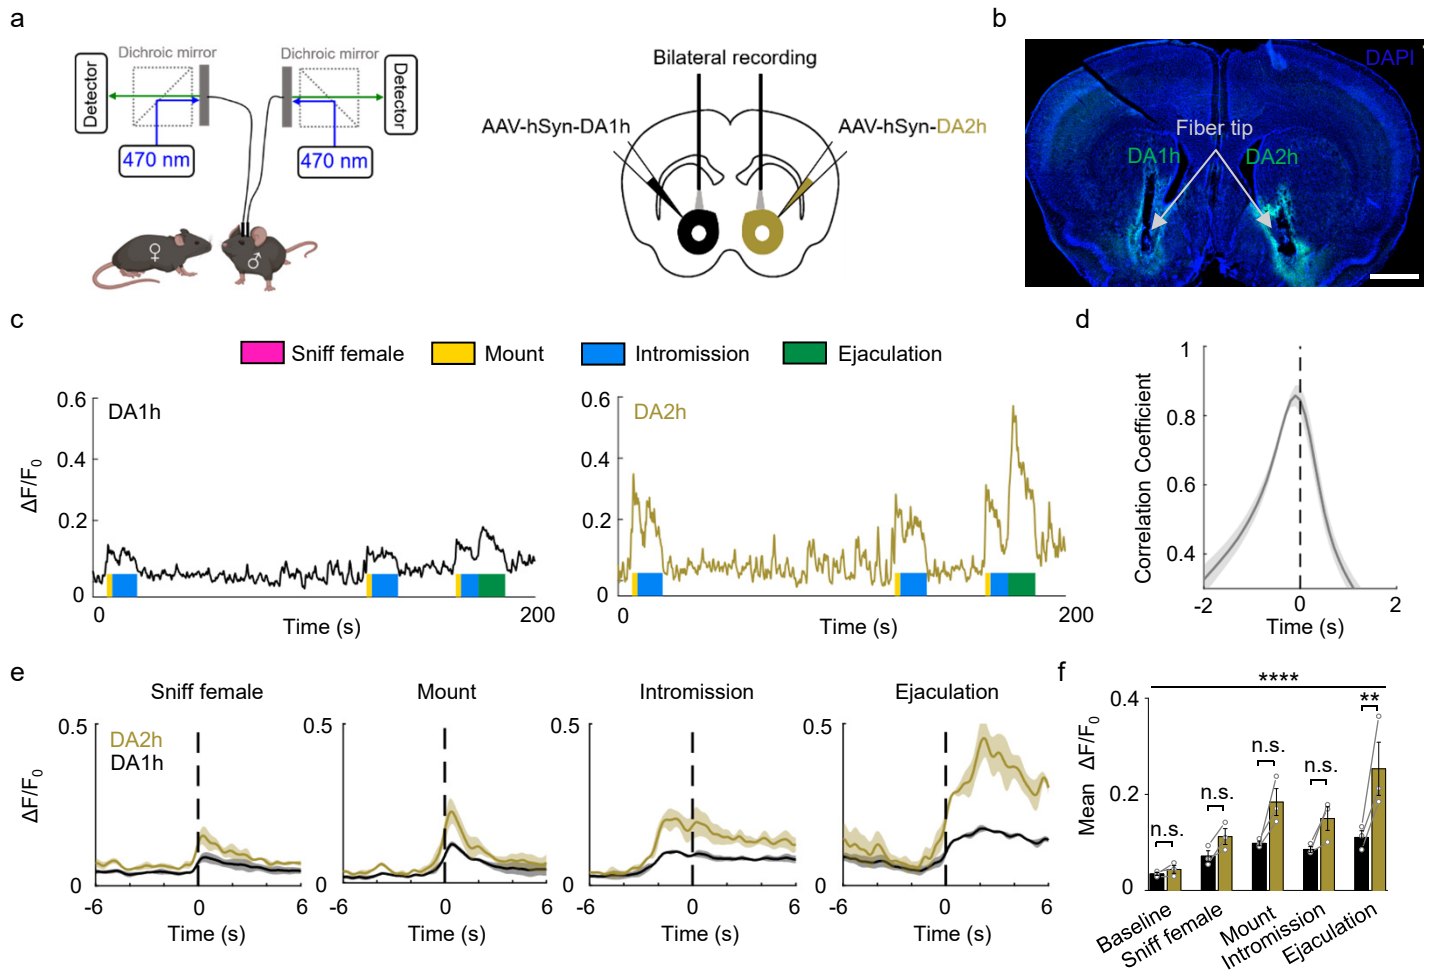 a
Dichroic mirror
Dichroic mirror
Detector
Detector
470 nm
470 nm
♀
♂
Bilateral recording
AAV-hSyn-DA1h
AAV-hSyn-DA2h
b
DAPI
Fiber tip
DA1h
DA2h
c
Sniff female
Mount
Intromission
Ejaculation
ΔF/F0
0.6
0.4
0.2
0
DA1h
0
200
Time (s)
0.6
0.4
0.2
0
DA2h
0
200
Time (s)
d
Correlation Coefficient
1
0.8
0.6
0.4
-2
0
2
Time (s)
e
Sniff female
ΔF/F0
0.5
0
DA2h
DA1h
-6
0
6
Time (s)
Mount
0.5
0
-6
0
6
Time (s)
Intromission
0.5
0
-6
0
6
Time (s)
Ejaculation
0.5
0
-6
0
6
Time (s)
f
Mean ΔF/F0
0.4
0.2
0
****
n.s.
n.s.
n.s.
n.s.
**
Baseline
Sniff female
Mount
Intromission
Ejaculation